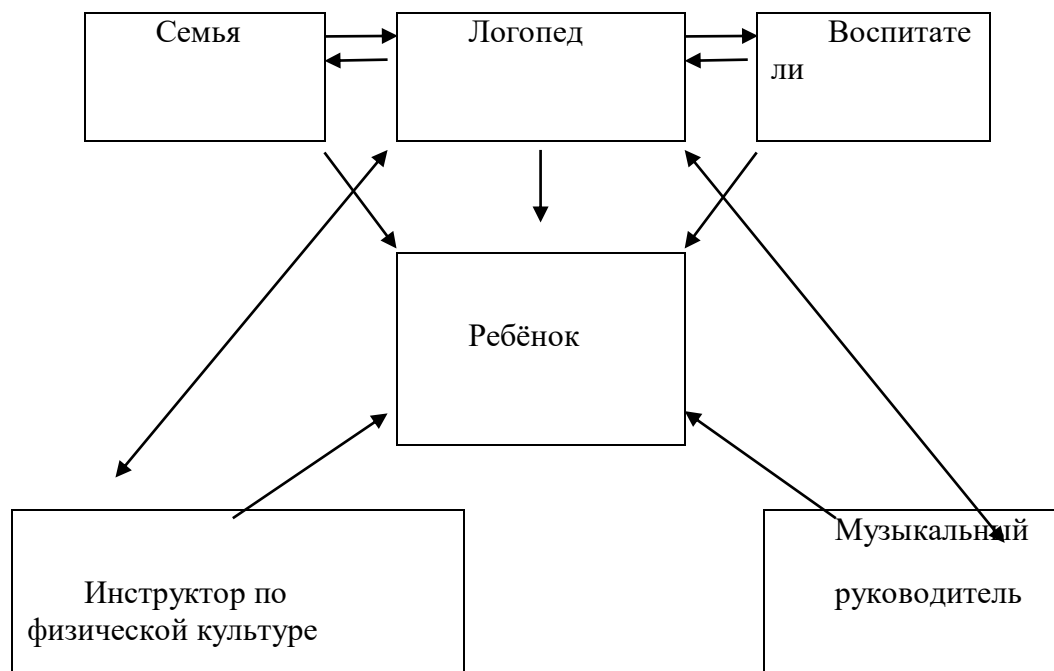 Семья
Логопед
Воспитате
ли
Ребёнок
Инструктор по
физической культуре
Музыкальный
руководитель